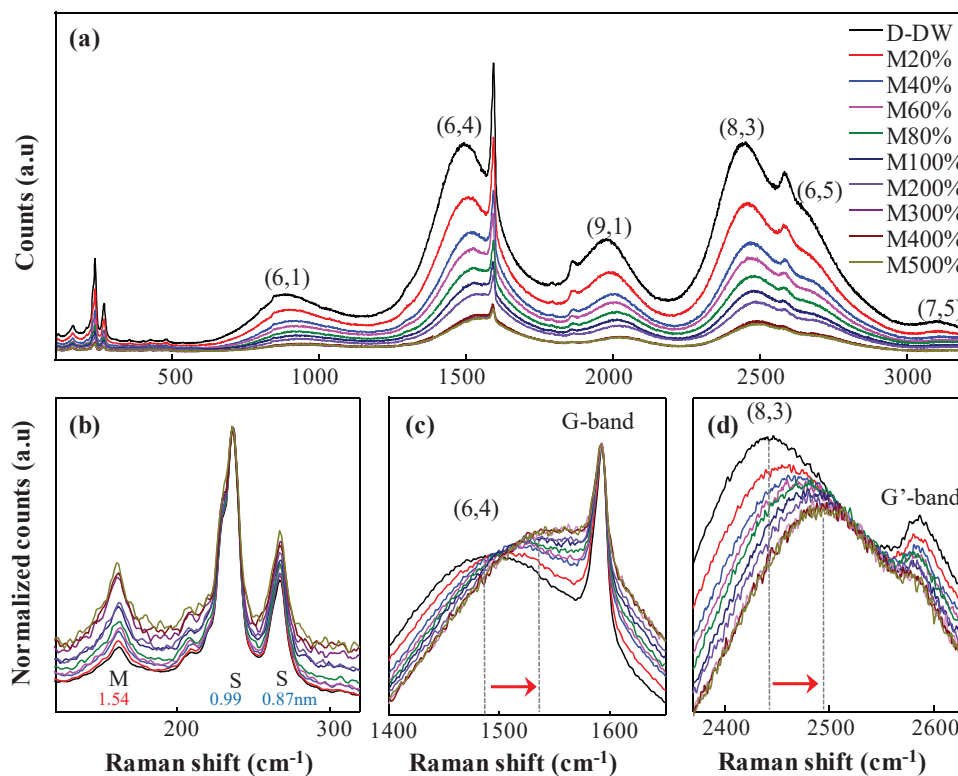 (a)
D-DW
M20%
M40%
M60%
M80%
M100%
M200%
M300%
M400%
M500%
(6,1)
(6,4)
(9,1)
(8,3)
(6,5)
(7,5)
Counts (a.u)
500 1000 1500 2000 2500 3000
(b)
M S S
1.54 0.99 0.87nm
200 300
Raman shift (cm⁻¹)
Normalized counts (a.u)
(c)
G-band
(6,4)
1400 1500 1600
Raman shift (cm⁻¹)
(d)
(8,3)
G’-band
2400 2500 2600
Raman shift (cm⁻¹)